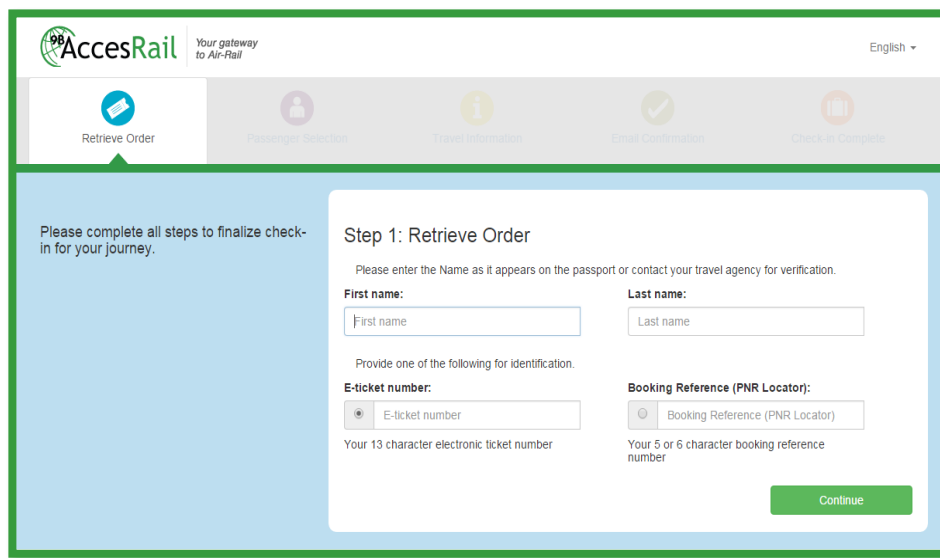 9B AccesRail
Your gateway
to Air-Rail
English
Retrieve Order
Passenger Selection
Travel Information
Email Confirmation
Check-In Complete
Please complete all steps to finalize check-
in for your journey.
Step 1: Retrieve Order
Please enter the Name as it appears on the passport or contact your travel agency for verification.
First name:
Last name:
First name
Last name
Provide one of the following for identification.
E-ticket number:
Booking Reference (PNR Locator):
E-ticket number
Booking Reference (PNR Locator)
Your 13 character electronic ticket number
Your 5 or 6 character booking reference
number
Continue